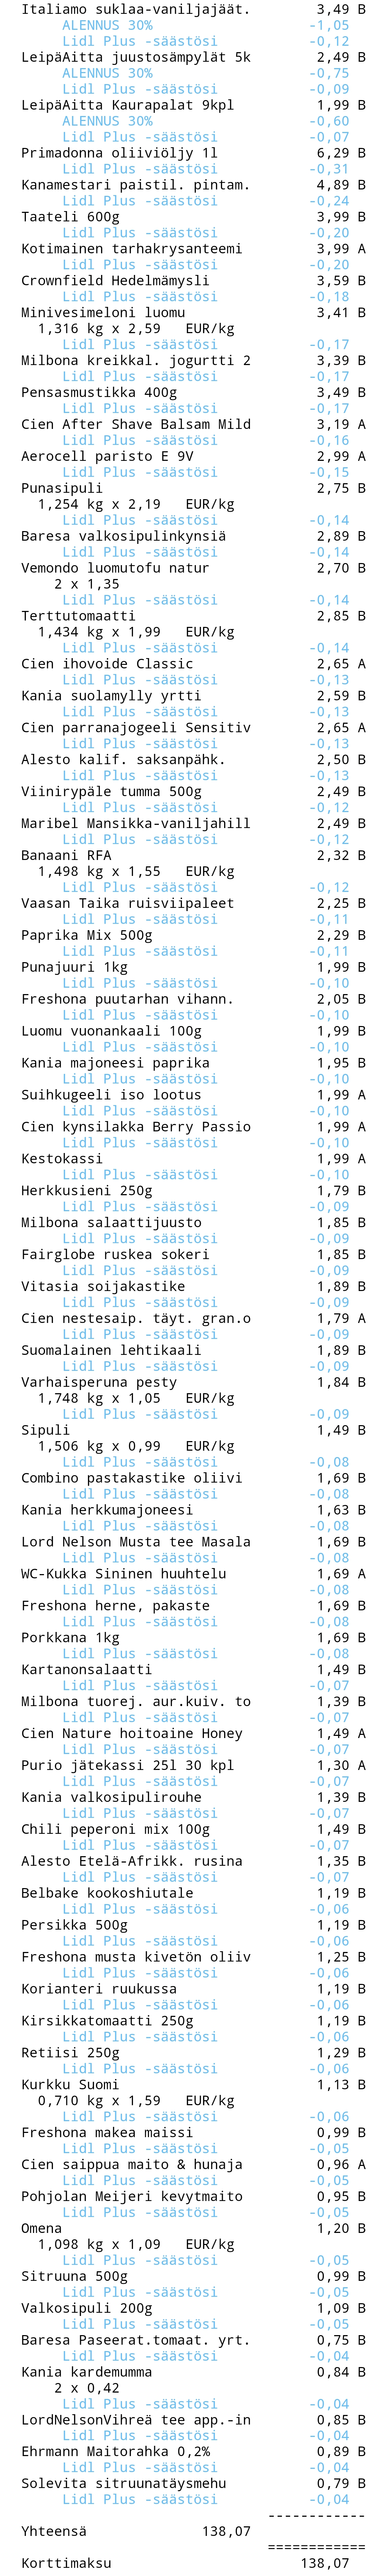 Italiamo suklaa-vaniljajäät. 3,49 B
ALENNUS 30% -1,05
Lidl Plus -säästösi -0,12
LeipäAitta juustosämpylät 5k 2,49 B
ALENNUS 30% -0,75
Lidl Plus -säästösi -0,09
LeipäAitta Kaurapalat 9kpl 1,99 B
ALENNUS 30% -0,60
Lidl Plus -säästösi -0,07
Primadonna oliiviöljy 1l 6,29 B
Lidl Plus -säästösi -0,31
Kanamestari paistil. pintam. 4,89 B
Lidl Plus -säästösi -0,24
Taateli 600g 3,99 B
Lidl Plus -säästösi -0,20
Kotimainen tarhakrysanteemi 3,99 A
Lidl Plus -säästösi -0,20
Crownfield Hedelmämysli 3,59 B
Lidl Plus -säästösi -0,18
Minivesimeloni luomu 3,41 B
1,316 kg x 2,59 EUR/kg
Lidl Plus -säästösi -0,17
Milbona kreikkal. jogurtti 2 3,39 B
Lidl Plus -säästösi -0,17
Pensasmustikka 400g 3,49 B
Lidl Plus -säästösi -0,17
Cien After Shave Balsam Mild 3,19 A
Lidl Plus -säästösi -0,16
Aerocell paristo E 9V 2,99 A
Lidl Plus -säästösi -0,15
Punasipuli 2,75 B
1,254 kg x 2,19 EUR/kg
Lidl Plus -säästösi -0,14
Baresa valkosipulinkynsiä 2,89 B
Lidl Plus -säästösi -0,14
Vemondo luomutofu natur 2,70 B
2 x 1,35
Lidl Plus -säästösi -0,14
Terttutomaatti 2,85 B
1,434 kg x 1,99 EUR/kg
Lidl Plus -säästösi -0,14
Cien ihovoide Classic 2,65 A
Lidl Plus -säästösi -0,13
Kania suolamylly yrtti 2,59 B
Lidl Plus -säästösi -0,13
Cien parranajogeeli Sensitiv 2,65 A
Lidl Plus -säästösi -0,13
Alesto kalif. saksanpähk. 2,50 B
Lidl Plus -säästösi -0,13
Viinirypäle tumma 500g 2,49 B
Lidl Plus -säästösi -0,12
Maribel Mansikka-vaniljahill 2,49 B
Lidl Plus -säästösi -0,12
Banaani RFA 2,32 B
1,498 kg x 1,55 EUR/kg
Lidl Plus -säästösi -0,12
Vaasan Taika ruisviipaleet 2,25 B
Lidl Plus -säästösi -0,11
Paprika Mix 500g 2,29 B
Lidl Plus -säästösi -0,11
Punajuuri 1kg 1,99 B
Lidl Plus -säästösi -0,10
Freshona puutarhan vihann. 2,05 B
Lidl Plus -säästösi -0,10
Luomu vuonankaali 100g 1,99 B
Lidl Plus -säästösi -0,10
Kania majoneesi paprika 1,95 B
Lidl Plus -säästösi -0,10
Suihkugeeli iso lootus 1,99 A
Lidl Plus -säästösi -0,10
Cien kynsilakka Berry Passio 1,99 A
Lidl Plus -säästösi -0,10
Kestokassi 1,99 A
Lidl Plus -säästösi -0,10
Herkkusieni 250g 1,79 B
Lidl Plus -säästösi -0,09
Milbona salaattijuusto 1,85 B
Lidl Plus -säästösi -0,09
Fairglobe ruskea sokeri 1,85 B
Lidl Plus -säästösi -0,09
Vitasia soijakastike 1,89 B
Lidl Plus -säästösi -0,09
Cien nestesaip. täyt. gran.o 1,79 A
Lidl Plus -säästösi -0,09
Suomalainen lehtikaali 1,89 B
Lidl Plus -säästösi -0,09
Varhaisperuna pesty 1,84 B
1,748 kg x 1,05 EUR/kg
Lidl Plus -säästösi -0,09
Sipuli 1,49 B
1,506 kg x 0,99 EUR/kg
Lidl Plus -säästösi -0,08
Combino pastakastike oliivi 1,69 B
Lidl Plus -säästösi -0,08
Kania herkkumajoneesi 1,63 B
Lidl Plus -säästösi -0,08
Lord Nelson Musta tee Masala 1,69 B
Lidl Plus -säästösi -0,08
WC-Kukka Sininen huuhtelu 1,69 A
Lidl Plus -säästösi -0,08
Freshona herne, pakaste 1,69 B
Lidl Plus -säästösi -0,08
Porkkana 1kg 1,69 B
Lidl Plus -säästösi -0,08
Kartanonsalaatti 1,49 B
Lidl Plus -säästösi -0,07
Milbona tuorej. aur.kuiv. to 1,39 B
Lidl Plus -säästösi -0,07
Cien Nature hoitoaine Honey 1,49 A
Lidl Plus -säästösi -0,07
Purio jätekassi 25l 30 kpl 1,30 A
Lidl Plus -säästösi -0,07
Kania valkosipulirouhe 1,39 B
Lidl Plus -säästösi -0,07
Chili peperoni mix 100g 1,49 B
Lidl Plus -säästösi -0,07
Alesto Etelä-Afrikk. rusina 1,35 B
Lidl Plus -säästösi -0,07
Belbake kookoshiutale 1,19 B
Lidl Plus -säästösi -0,06
Persikka 500g 1,19 B
Lidl Plus -säästösi -0,06
Freshona musta kivetön oliiv 1,25 B
Lidl Plus -säästösi -0,06
Korianteri ruukussa 1,19 B
Lidl Plus -säästösi -0,06
Kirsikkatomaatti 250g 1,19 B
Lidl Plus -säästösi -0,06
Retiisi 250g 1,29 B
Lidl Plus -säästösi -0,06
Kurkku Suomi 1,13 B
0,710 kg x 1,59 EUR/kg
Lidl Plus -säästösi -0,06
Freshona makea maissi 0,99 B
Lidl Plus -säästösi -0,05
Cien saippua maito & hunaja 0,96 A
Lidl Plus -säästösi -0,05
Pohjolan Meijeri kevytmaito 0,95 B
Lidl Plus -säästösi -0,05
Omena 1,20 B
1,098 kg x 1,09 EUR/kg
Lidl Plus -säästösi -0,05
Sitruuna 500g 0,99 B
Lidl Plus -säästösi -0,05
Valkosipuli 200g 1,09 B
Lidl Plus -säästösi -0,05
Baresa Paseerat.tomaat. yrt. 0,75 B
Lidl Plus -säästösi -0,04
Kania kardemumma 0,84 B
2 x 0,42
Lidl Plus -säästösi -0,04
LordNelsonVihreä tee app.-in 0,85 B
Lidl Plus -säästösi -0,04
Ehrmann Maitorahka 0,2% 0,89 B
Lidl Plus -säästösi -0,04
Solevita sitruunatäysmehu 0,79 B
Lidl Plus -säästösi -0,04
------------
Yhteensä 138,07
============
Korttimaksu 138,07